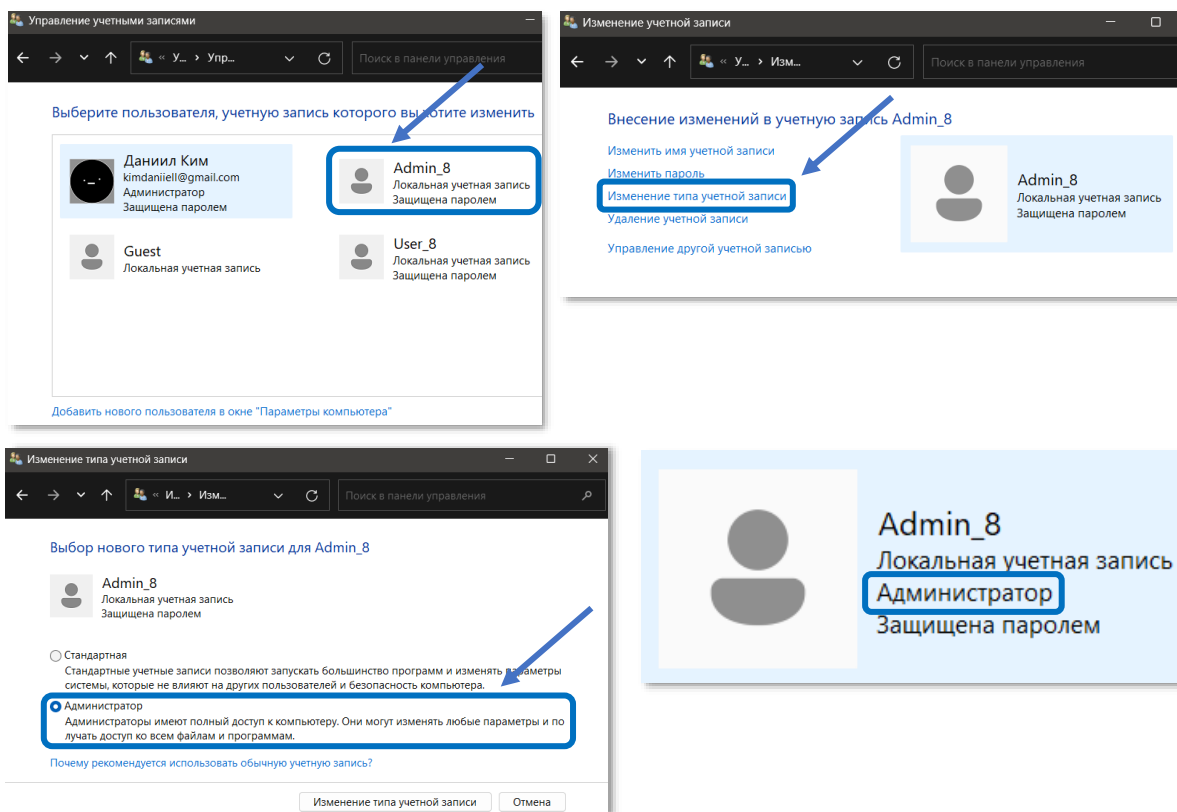 Управление учетными записями
« У... › Упр...
Поиск в панели управления
Выберите пользователя, учетную запись которого вы хотите изменить
Даниил Ким
kimdaniiell@gmail.com
Администратор
Защищена паролем
Admin_8
Локальная учетная запись
Защищена паролем
Guest
Локальная учетная запись
User_8
Локальная учетная запись
Защищена паролем
Добавить нового пользователя в окне "Параметры компьютера"
Изменение учетной записи
« У... › Изм...
Поиск в панели управления
Внесение изменений в учетную запись Admin_8
Изменить имя учетной записи
Изменить пароль
Изменение типа учетной записи
Удаление учетной записи
Управление другой учетной записью
Admin_8
Локальная учетная запись
Защищена паролем
Изменение типа учетной записи
« И... › Изм...
Поиск в панели управления
Выбор нового типа учетной записи для Admin_8
Admin_8
Локальная учетная запись
Защищена паролем
Стандартная
Стандартные учетные записи позволяют запускать большинство программ и изменять параметры
системы, которые не влияют на других пользователей и безопасность компьютера.
Администратор
Администраторы имеют полный доступ к компьютеру. Они могут изменять любые параметры и по
лучать доступ ко всем файлам и программам.
Почему рекомендуется использовать обычную учетную запись?
Изменение типа учетной записи
Отмена
Admin_8
Локальная учетная запись
Администратор
Защищена паролем